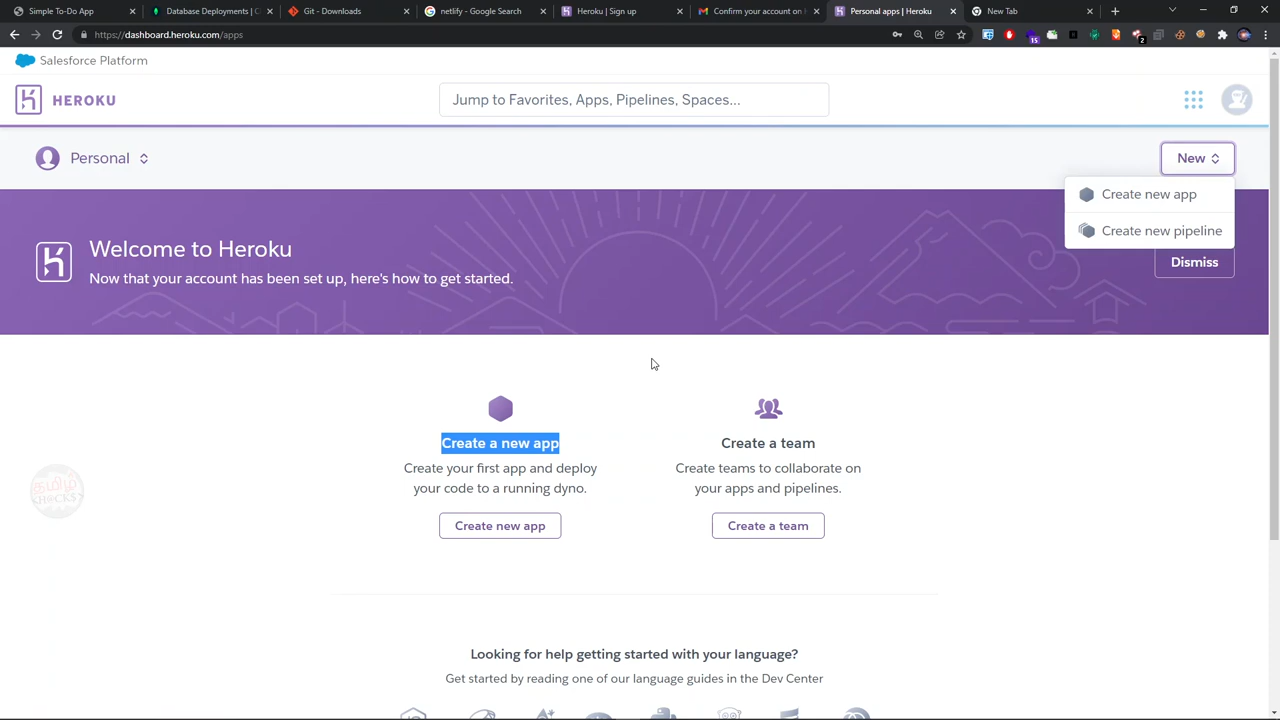 Simple To-Do App
Database Deployments | C
Git - Downloads
netlify - Google Search
Heroku | Sign up
Confirm your account on H
Personal apps | Heroku
New Tab
https://dashboard.heroku.com/apps
15
2
Salesforce Platform
HEROKU
Jump to Favorites, Apps, Pipelines, Spaces...
Personal
New
Create new app
Create new pipeline
Welcome to Heroku
Now that your account has been set up, here's how to get started.
Dismiss
Create a new app
Create your first app and deploy
your code to a running dyno.
Create new app
Create a team
Create teams to collaborate on
your apps and pipelines.
Create a team
தமிழ்
HACKS
Looking for help getting started with your language?
Get started by reading one of our language guides in the Dev Center